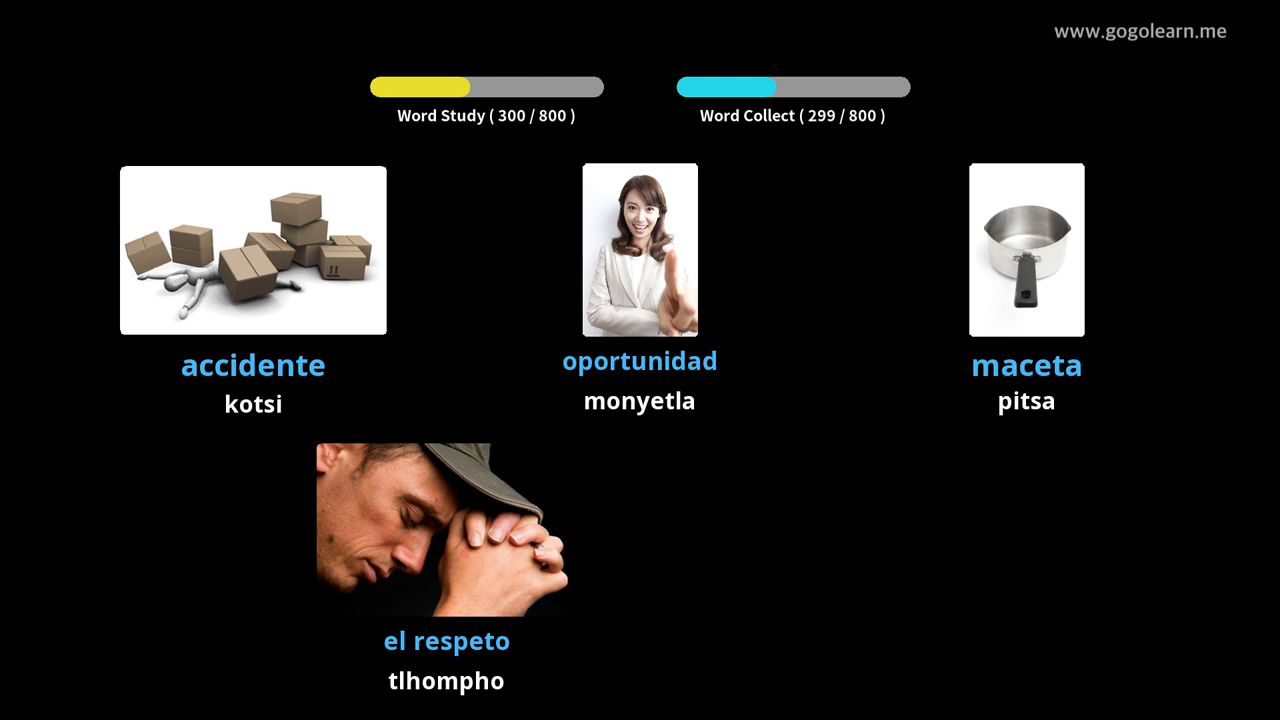 www.gogolearn.me
Word Study ( 300 / 800 )
Word Collect ( 299 / 800 )
accidente
kotsi
oportunidad
monyetla
maceta
pitsa
el respeto
tlhompho